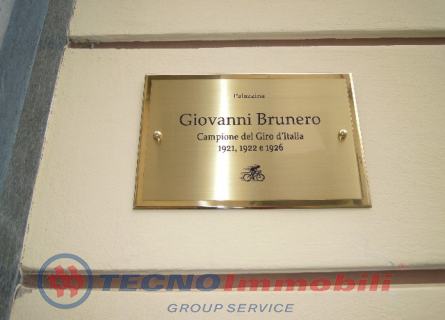 Palazzina
Giovanni Brunero
Campione del Giro d'Italia
1921, 1922 e 1926
TECNOImmobili
GROUP SERVICE